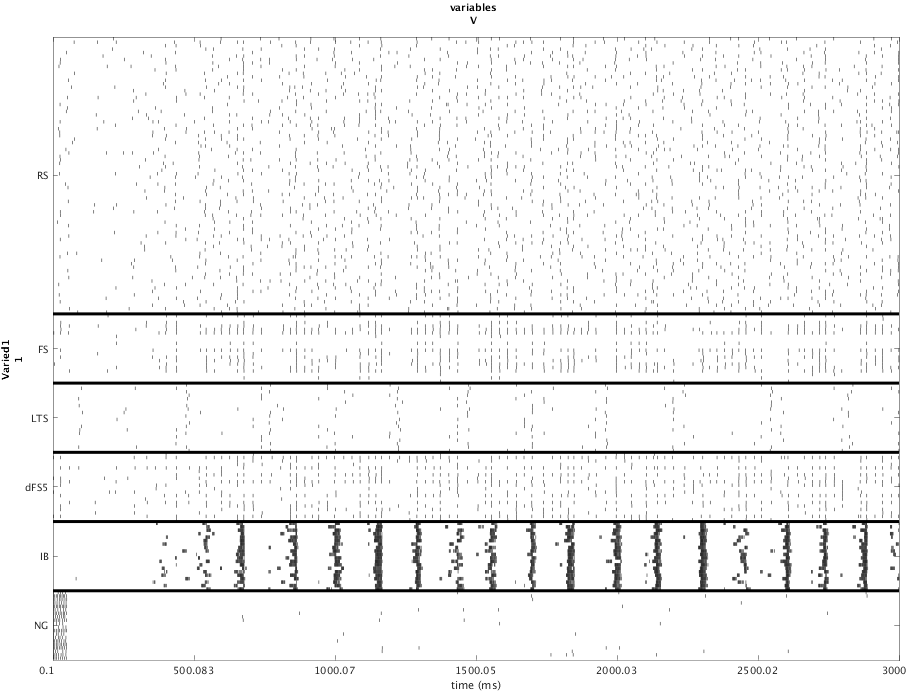 variables
V
RS
FS
LTS
dFS5
IB
NG
Varied1
1
0.1 500.083 1000.07 1500.05 2000.03 2500.02 3000
time (ms)